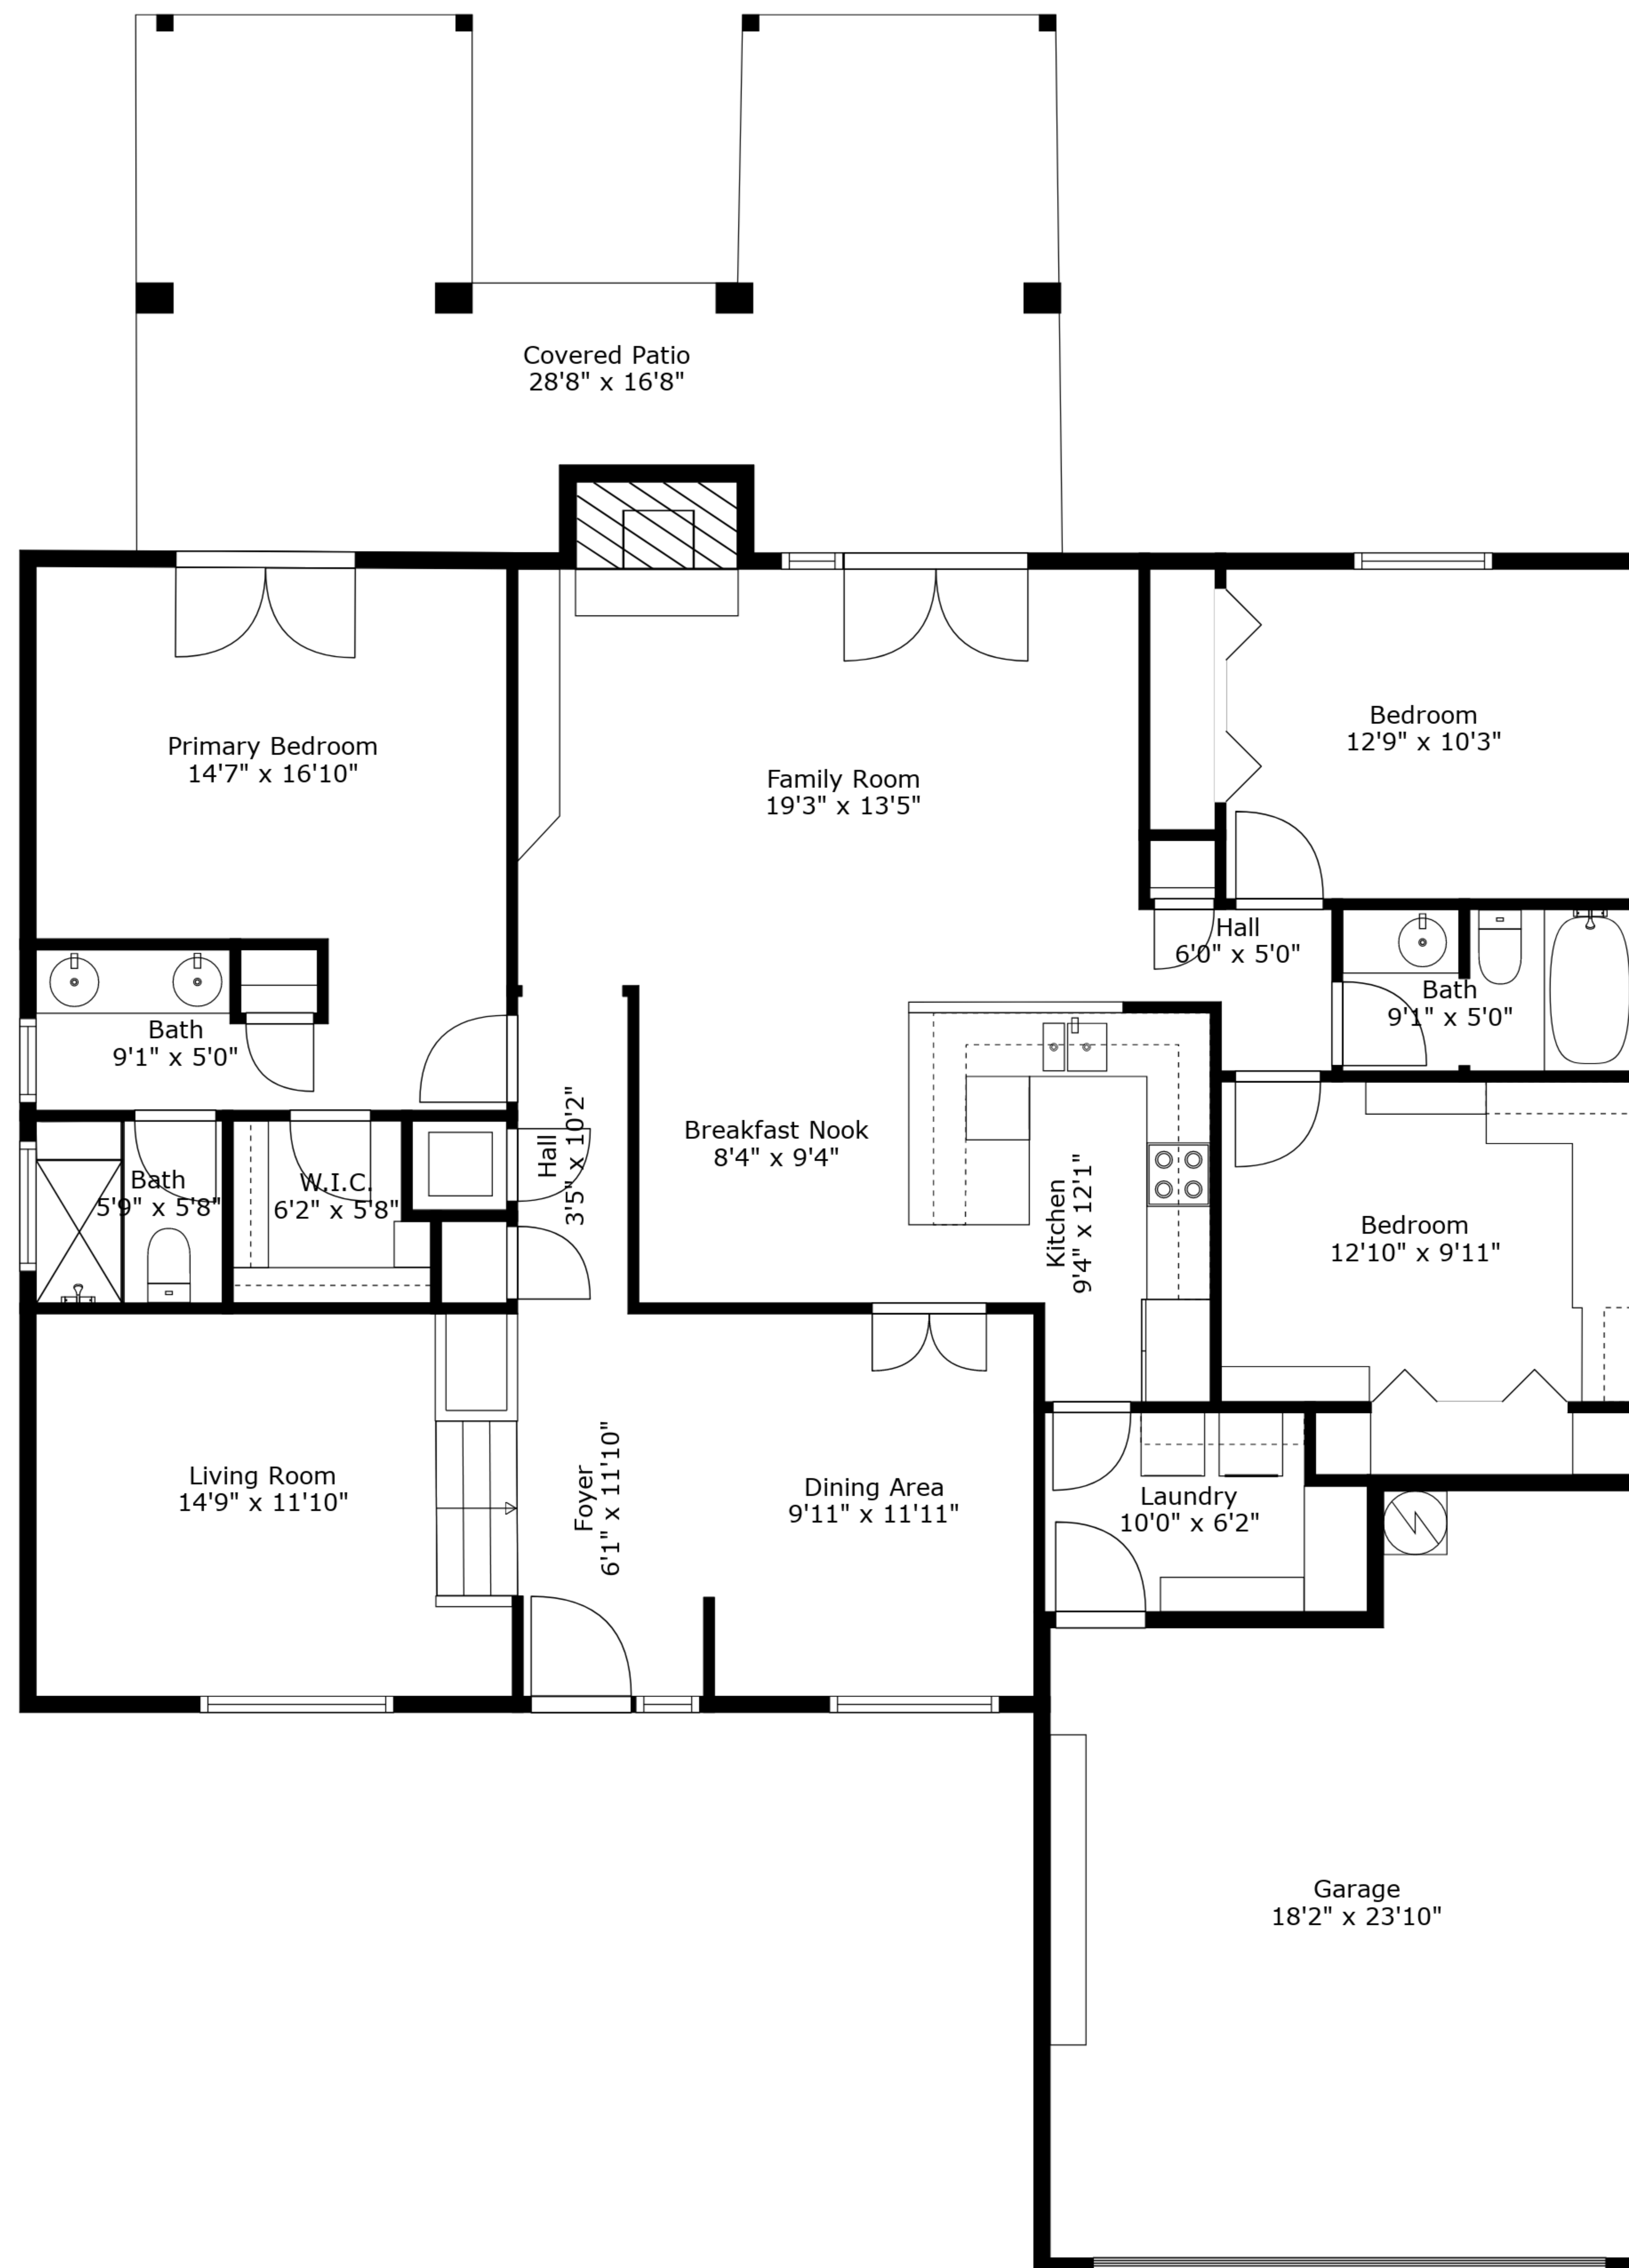 Covered Patio
28'8" x 16'8"
Primary Bedroom
14'7" x 16'10"
Family Room
19'3" x 13'5"
Bedroom
12'9" x 10'3"
Hall
6'0" x 5'0"
Bath
9'1" x 5'0"
Bath
9'1" x 5'0"
Hall
3'5" x 10'2"
Breakfast Nook
8'4" x 9'4"
Kitchen
9'4" x 12'1"
Bath
5'9" x 5'8"
W.I.C.
6'2" x 5'8"
Bedroom
12'10" x 9'11"
Living Room
14'9" x 11'10"
Foyer
6'1" x 11'10"
Dining Area
9'11" x 11'11"
Laundry
10'0" x 6'2"
Garage
18'2" x 23'10"